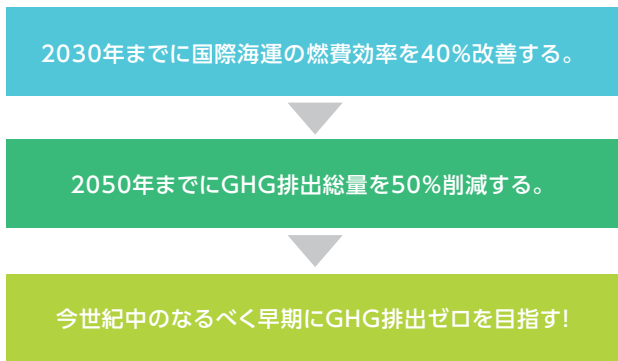 2030年までに国際海運の燃費効率を40%改善する。
2050年までにGHG排出総量を50%削減する。
今世紀中のなるべく早期にGHG排出ゼロを目指す!